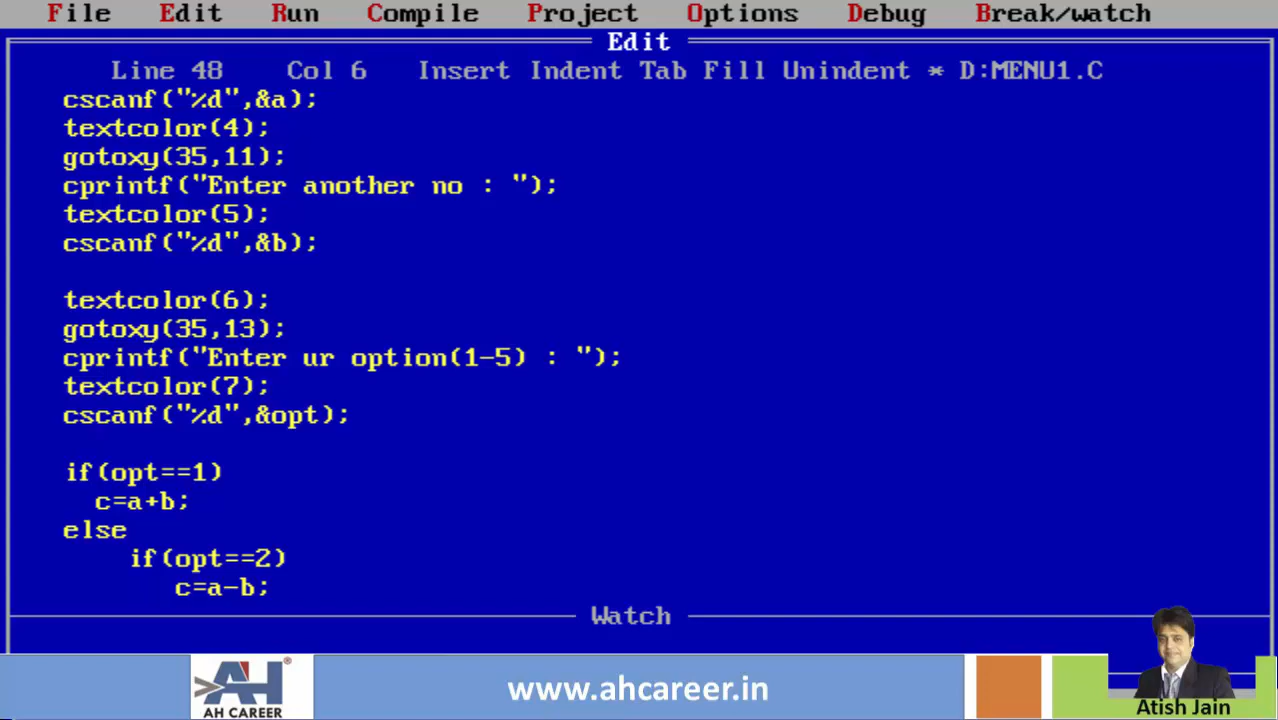 File Edit Run Compile Project Options Debug Break/watch
Edit
Line 48 Col 6 Insert Indent Tab Fill Unindent * D:MENU1.C
cscanf("%d",&a);
textcolor(4);
gotoxy(35,11);
cprintf("Enter another no : ");
textcolor(5);
cscanf("%d",&b);
textcolor(6);
gotoxy(35,13);
cprintf("Enter ur option(1-5) : ");
textcolor(7);
cscanf("%d",&opt);
if(opt==1)
c=a+b;
else
if(opt==2)
c=a-b;
Watch
AH
AH CAREER
®
www.ahcareer.in
Atish Jain